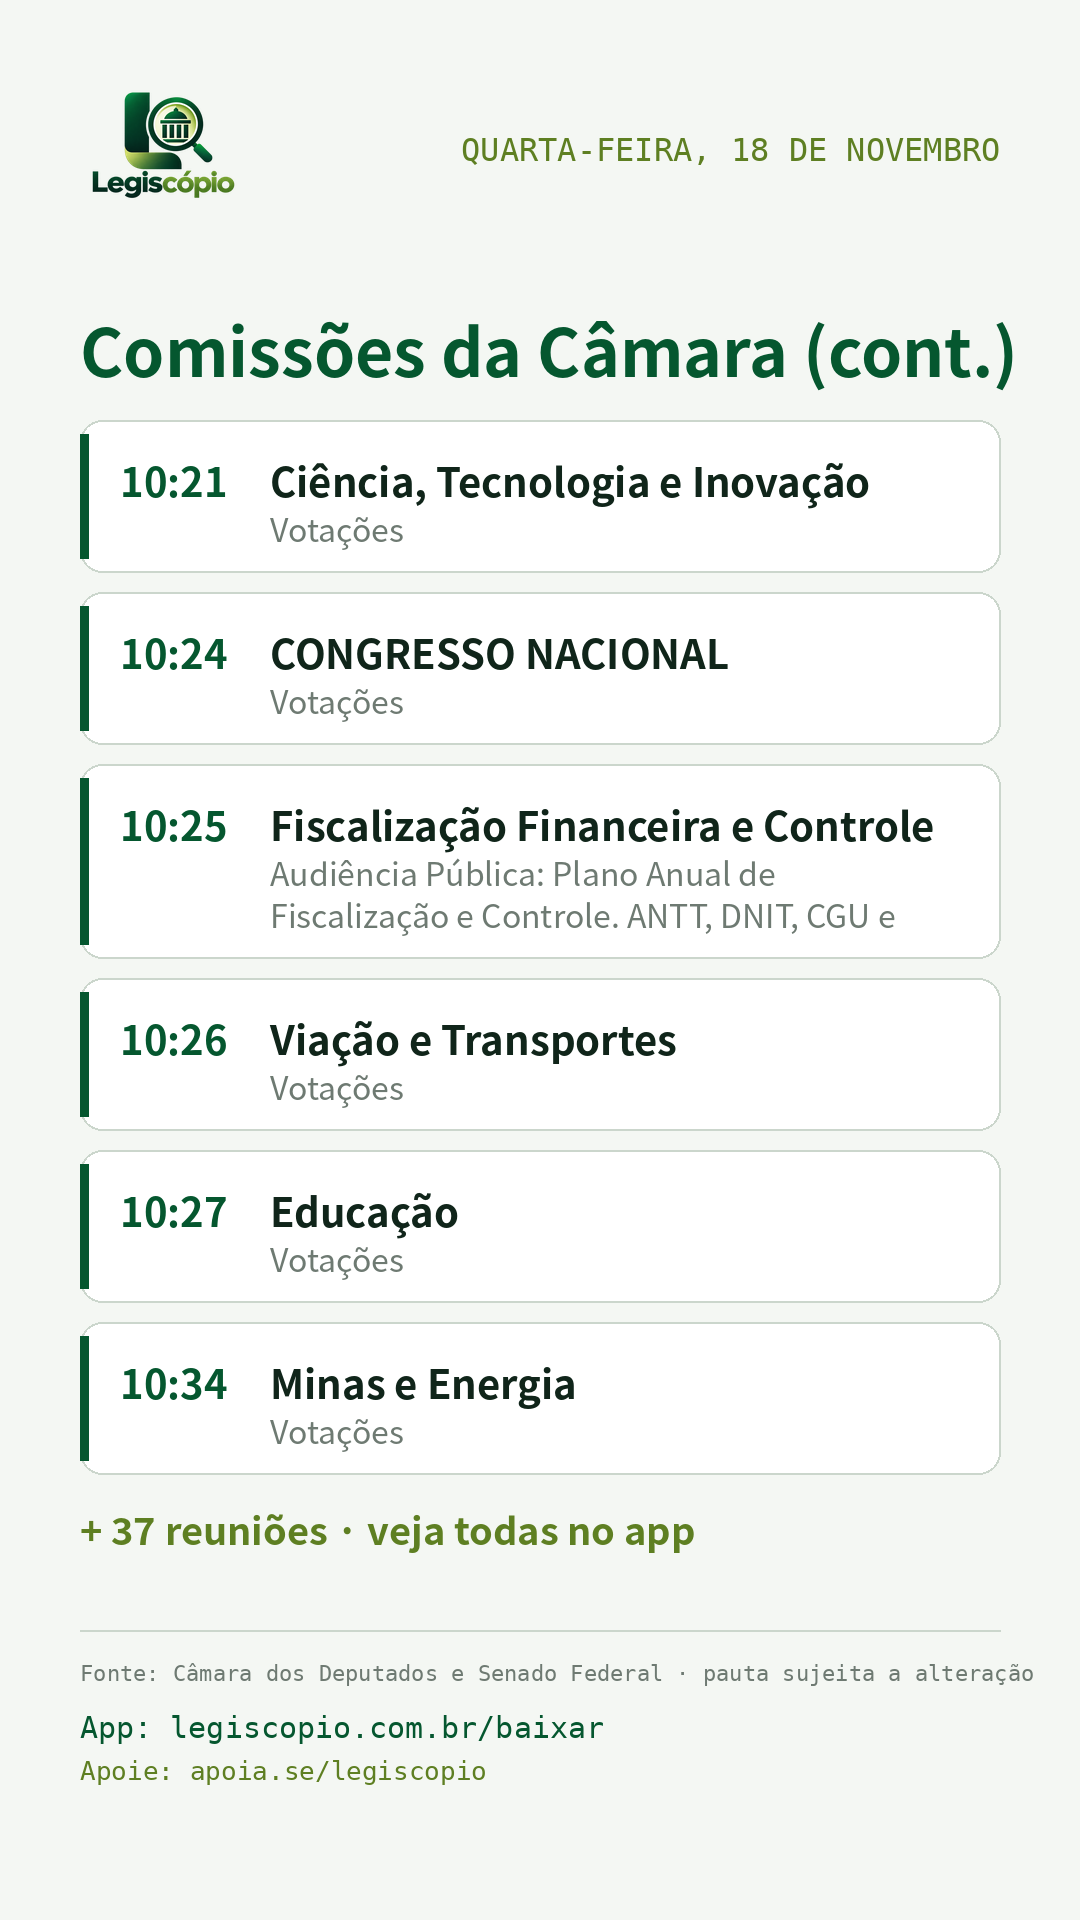 Legiscópio
QUARTA-FEIRA, 18 DE NOVEMBRO
Comissões da Câmara (cont.)
10:21 Ciência, Tecnologia e Inovação
Votações
10:24 CONGRESSO NACIONAL
Votações
10:25 Fiscalização Financeira e Controle
Audiência Pública: Plano Anual de
Fiscalização e Controle. ANTT, DNIT, CGU e
10:26 Viação e Transportes
Votações
10:27 Educação
Votações
10:34 Minas e Energia
Votações
+ 37 reuniões · veja todas no app
Fonte: Câmara dos Deputados e Senado Federal · pauta sujeita a alteração
App: legiscopio.com.br/baixar
Apoie: apoia.se/legiscopio